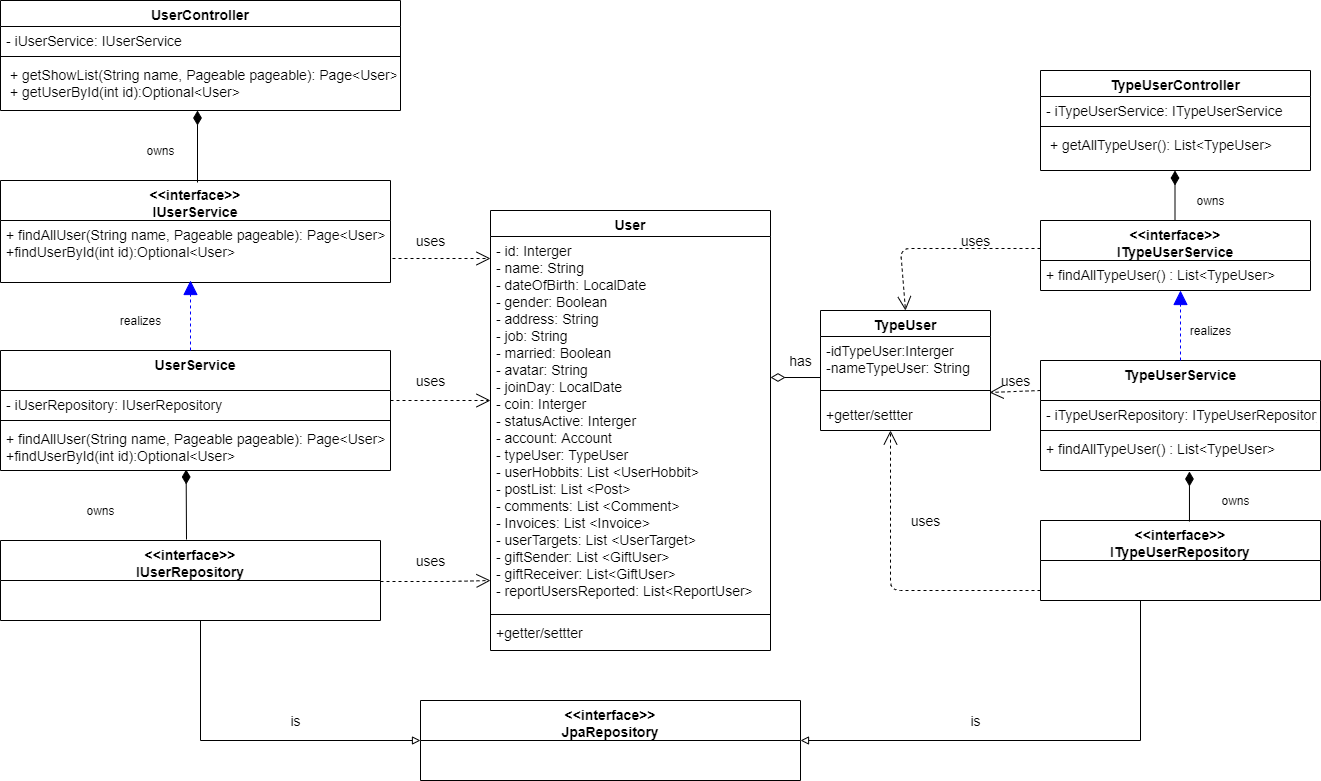 UserController
- iUserService: IUserService
+ getShowList(String name, Pageable pageable): Page<User>
+ getUserById(int id):Optional<User>
owns
<<interface>>
IUserService
+ findAllUser(String name, Pageable pageable): Page<User>
+findUserById(int id):Optional<User>
uses
realizes
UserService
- iUserRepository: IUserRepository
+ findAllUser(String name, Pageable pageable): Page<User>
+findUserById(int id):Optional<User>
uses
owns
<<interface>>
IUserRepository
uses
User
- id: Interger
- name: String
- dateOfBirth: LocalDate
- gender: Boolean
- address: String
- job: String
- married: Boolean
- avatar: String
- joinDay: LocalDate
- coin: Interger
- statusActive: Interger
- account: Account
- typeUser: TypeUser
- userHobbits: List <UserHobbit>
- postList: List <Post>
- comments: List <Comment>
- Invoices: List <Invoice>
- userTargets: List <UserTarget>
- giftSender: List <GiftUser>
- giftReceiver: List<GiftUser>
- reportUsersReported: List<ReportUser>
+getter/settter
has
TypeUser
-idTypeUser:Interger
-nameTypeUser: String
+getter/settter
TypeUserController
- iTypeUserService: ITypeUserService
+ getAllTypeUser(): List<TypeUser>
owns
<<interface>>
ITypeUserService
+ findAllTypeUser() : List<TypeUser>
uses
realizes
TypeUserService
- iTypeUserRepository: ITypeUserRepositor
+ findAllTypeUser() : List<TypeUser>
uses
owns
<<interface>>
ITypeUserRepository
uses
is
<<interface>>
JpaRepository
is